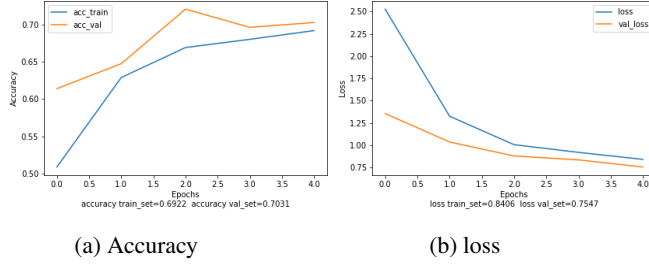 acc_train
acc_val
Accuracy
0.70
0.65
0.60
0.55
0.50
0.0 0.5 1.0 1.5 2.0 2.5 3.0 3.5 4.0
Epochs
accuracy train_set=0.6922 accuracy val_set=0.7031
(a) Accuracy
loss
val_loss
Loss
2.50
2.25
2.00
1.75
1.50
1.25
1.00
0.75
0.0 0.5 1.0 1.5 2.0 2.5 3.0 3.5 4.0
Epochs
loss train_set=0.8406 loss val_set=0.7547
(b) loss